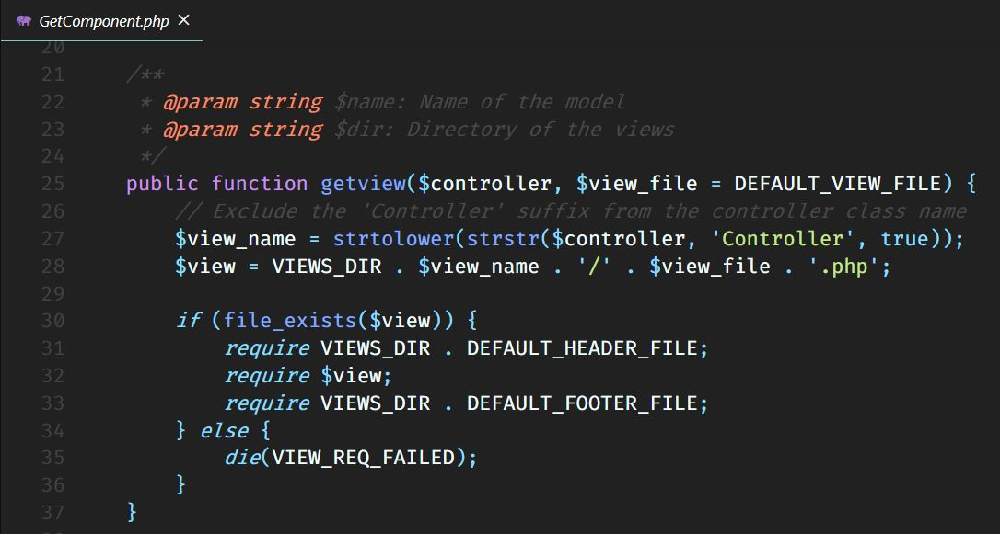 GetComponent.php ×
20
21 /**
22 * @param string $name: Name of the model
23 * @param string $dir: Directory of the views
24 */
25 public function getview($controller, $view_file = DEFAULT_VIEW_FILE) {
26 // Exclude the 'Controller' suffix from the controller class name
27 $view_name = strtolower(strstr($controller, 'Controller', true));
28 $view = VIEWS_DIR . $view_name . '/' . $view_file . '.php';
29
30 if (file_exists($view)) {
31 require VIEWS_DIR . DEFAULT_HEADER_FILE;
32 require $view;
33 require VIEWS_DIR . DEFAULT_FOOTER_FILE;
34 } else {
35 die(VIEW_REQ_FAILED);
36 }
37 }